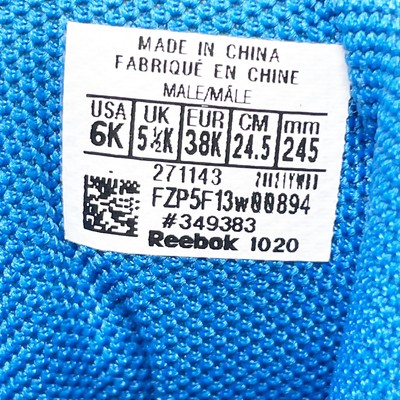 MADE IN CHINA
FABRIQUÉ EN CHINE
MALE/MÂLE
USA UK EUR CM mm
6K 5½K 38K 24.5 245
271143
FZP5F13w00894
#349383
Reebok 1020